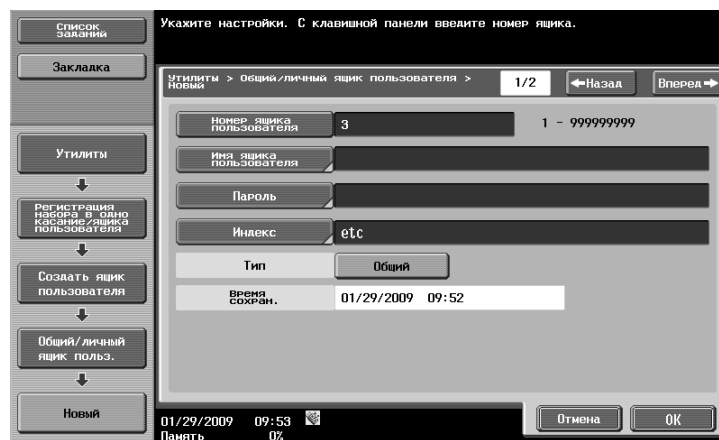 Список
заданий
Закладка
Утилиты
Регистрация
набора в одно
касание/ящика
пользователя
Создать ящик
пользователя
Общий/личный
ящик польз.
Новый
Укажите настройки. С клавишной панели введите номер ящика.
Утилиты > Общий/личный ящик пользователя >
Новый
1/2
←Назад
Вперед→
Номер ящика
пользователя
3
1 - 999999999
Имя ящика
пользователя
Пароль
Индекс
etc
Тип
Общий
Время
сохран.
01/29/2009 09:52
01/29/2009 09:53
Память 0%
Отмена
OK